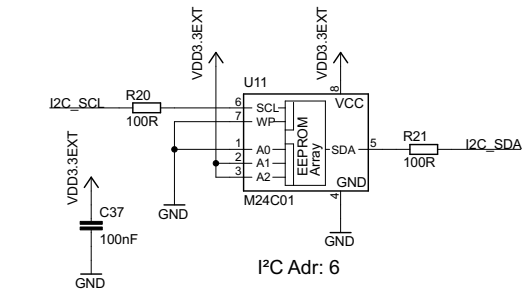 VDD3.3EXT
VDD3.3EXT
U11
I2C_SCL
R20
100R
6
SCL
7
WP
8
VCC
1
A0
2
A1
3
A2
EEPROM
Array
SDA
5
R21
100R
I2C_SDA
GND
4
M24C01
GND
GND
VDD3.3EXT
C37
100nF
GND
I²C Adr: 6